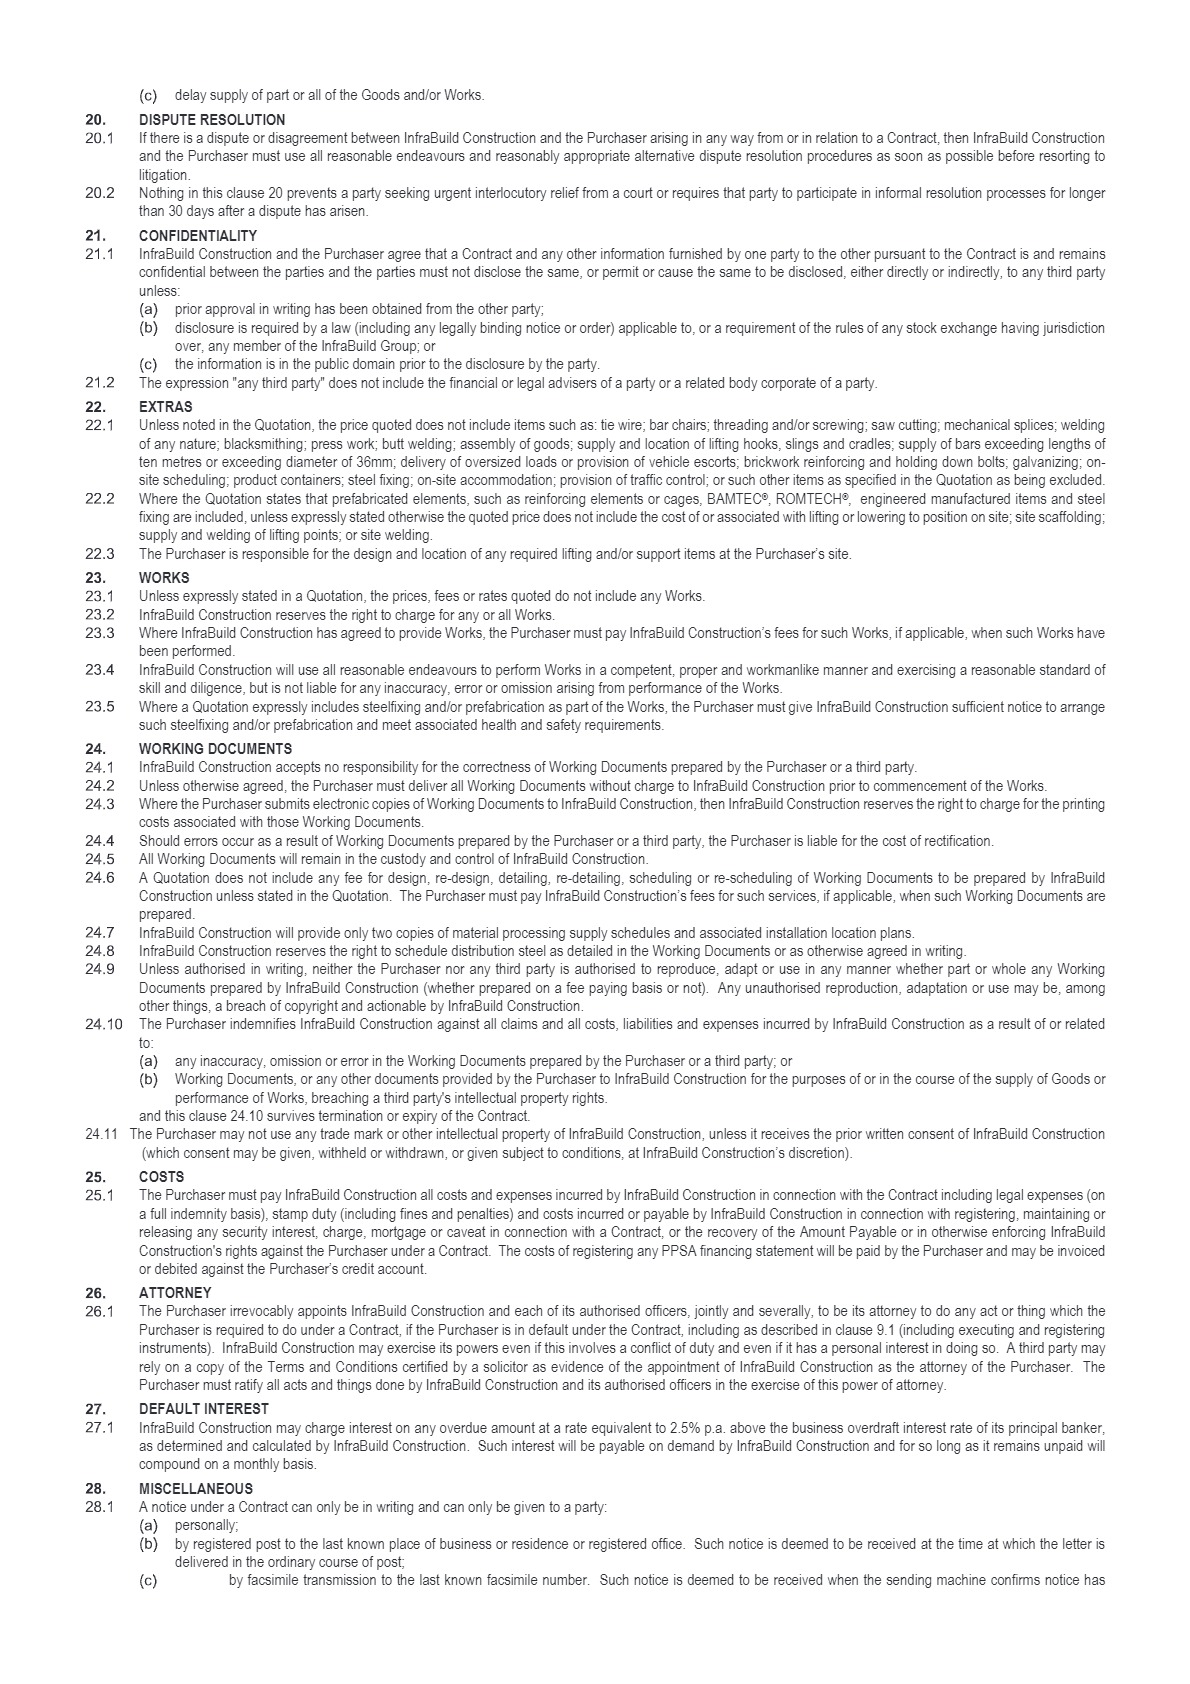 (c) delay supply of part or all of the Goods and/or Works.
20. DISPUTE RESOLUTION
20.1 If there is a dispute or disagreement between InfraBuild Construction and the Purchaser arising in any way from or in relation to a Contract, then InfraBuild Construction
and the Purchaser must use all reasonable endeavours and reasonably appropriate alternative dispute resolution procedures as soon as possible before resorting to
litigation.
20.2 Nothing in this clause 20 prevents a party seeking urgent interlocutory relief from a court or requires that party to participate in informal resolution processes for longer
than 30 days after a dispute has arisen.
21. CONFIDENTIALITY
21.1 InfraBuild Construction and the Purchaser agree that a Contract and any other information furnished by one party to the other pursuant to the Contract is and remains
confidential between the parties and the parties must not disclose the same, or permit or cause the same to be disclosed, either directly or indirectly, to any third party
unless:
(a) prior approval in writing has been obtained from the other party;
(b) disclosure is required by a law (including any legally binding notice or order) applicable to, or a requirement of the rules of any stock exchange having jurisdiction
over, any member of the InfraBuild Group; or
(c) the information is in the public domain prior to the disclosure by the party.
21.2 The expression "any third party" does not include the financial or legal advisers of a party or a related body corporate of a party.
22. EXTRAS
22.1 Unless noted in the Quotation, the price quoted does not include items such as: tie wire; bar chairs; threading and/or screwing; saw cutting; mechanical splices; welding
of any nature; blacksmithing; press work; butt welding; assembly of goods; supply and location of lifting hooks, slings and cradles; supply of bars exceeding lengths of
ten metres or exceeding diameter of 36mm; delivery of oversized loads or provision of vehicle escorts; brickwork reinforcing and holding down bolts; galvanizing; on-
site scheduling; product containers; steel fixing; on-site accommodation; provision of traffic control; or such other items as specified in the Quotation as being excluded.
22.2 Where the Quotation states that prefabricated elements, such as reinforcing elements or cages, BAMTEC®, ROMTECH®, engineered manufactured items and steel
fixing are included, unless expressly stated otherwise the quoted price does not include the cost of or associated with lifting or lowering to position on site; site scaffolding;
supply and welding of lifting points; or site welding.
22.3 The Purchaser is responsible for the design and location of any required lifting and/or support items at the Purchaser's site.
23. WORKS
23.1 Unless expressly stated in a Quotation, the prices, fees or rates quoted do not include any Works.
23.2 InfraBuild Construction reserves the right to charge for any or all Works.
23.3 Where InfraBuild Construction has agreed to provide Works, the Purchaser must pay InfraBuild Construction's fees for such Works, if applicable, when such Works have
been performed.
23.4 InfraBuild Construction will use all reasonable endeavours to perform Works in a competent, proper and workmanlike manner and exercising a reasonable standard of
skill and diligence, but is not liable for any inaccuracy, error or omission arising from performance of the Works.
23.5 Where a Quotation expressly includes steelfixing and/or prefabrication as part of the Works, the Purchaser must give InfraBuild Construction sufficient notice to arrange
such steelfixing and/or prefabrication and meet associated health and safety requirements.
24. WORKING DOCUMENTS
24.1 InfraBuild Construction accepts no responsibility for the correctness of Working Documents prepared by the Purchaser or a third party.
24.2 Unless otherwise agreed, the Purchaser must deliver all Working Documents without charge to InfraBuild Construction prior to commencement of the Works.
24.3 Where the Purchaser submits electronic copies of Working Documents to InfraBuild Construction, then InfraBuild Construction reserves the right to charge for the printing
costs associated with those Working Documents.
24.4 Should errors occur as a result of Working Documents prepared by the Purchaser or a third party, the Purchaser is liable for the cost of rectification.
24.5 All Working Documents will remain in the custody and control of InfraBuild Construction.
24.6 A Quotation does not include any fee for design, re-design, detailing, re-detailing, scheduling or re-scheduling of Working Documents to be prepared by InfraBuild
Construction unless stated in the Quotation. The Purchaser must pay InfraBuild Construction's fees for such services, if applicable, when such Working Documents are
prepared.
24.7 InfraBuild Construction will provide only two copies of material processing supply schedules and associated installation location plans.
24.8 InfraBuild Construction reserves the right to schedule distribution steel as detailed in the Working Documents or as otherwise agreed in writing.
24.9 Unless authorised in writing, neither the Purchaser nor any third party is authorised to reproduce, adapt or use in any manner whether part or whole any Working
Documents prepared by InfraBuild Construction (whether prepared on a fee paying basis or not). Any unauthorised reproduction, adaptation or use may be, among
other things, a breach of copyright and actionable by InfraBuild Construction.
24.10 The Purchaser indemnifies InfraBuild Construction against all claims and all costs, liabilities and expenses incurred by InfraBuild Construction as a result of or related
to:
(a) any inaccuracy, omission or error in the Working Documents prepared by the Purchaser or a third party; or
(b) Working Documents, or any other documents provided by the Purchaser to InfraBuild Construction for the purposes of or in the course of the supply of Goods or
performance of Works, breaching a third party's intellectual property rights.
and this clause 24.10 survives termination or expiry of the Contract.
24.11 The Purchaser may not use any trade mark or other intellectual property of InfraBuild Construction, unless it receives the prior written consent of InfraBuild Construction
(which consent may be given, withheld or withdrawn, or given subject to conditions, at InfraBuild Construction's discretion).
25. COSTS
25.1 The Purchaser must pay InfraBuild Construction all costs and expenses incurred by InfraBuild Construction in connection with the Contract including legal expenses (on
a full indemnity basis), stamp duty (including fines and penalties) and costs incurred or payable by InfraBuild Construction in connection with registering, maintaining or
releasing any security interest, charge, mortgage or caveat in connection with a Contract, or the recovery of the Amount Payable or in otherwise enforcing InfraBuild
Construction's rights against the Purchaser under a Contract. The costs of registering any PPSA financing statement will be paid by the Purchaser and may be invoiced
or debited against the Purchaser's credit account.
26. ATTORNEY
26.1 The Purchaser irrevocably appoints InfraBuild Construction and each of its authorised officers, jointly and severally, to be its attorney to do any act or thing which the
Purchaser is required to do under a Contract, if the Purchaser is in default under the Contract, including as described in clause 9.1 (including executing and registering
instruments). InfraBuild Construction may exercise its powers even if this involves a conflict of duty and even if it has a personal interest in doing so. A third party may
rely on a copy of the Terms and Conditions certified by a solicitor as evidence of the appointment of InfraBuild Construction as the attorney of the Purchaser. The
Purchaser must ratify all acts and things done by InfraBuild Construction and its authorised officers in the exercise of this power of attorney.
27. DEFAULT INTEREST
27.1 InfraBuild Construction may charge interest on any overdue amount at a rate equivalent to 2.5% p.a. above the business overdraft interest rate of its principal banker,
as determined and calculated by InfraBuild Construction. Such interest will be payable on demand by InfraBuild Construction and for so long as it remains unpaid will
compound on a monthly basis.
28. MISCELLANEOUS
28.1 A notice under a Contract can only be in writing and can only be given to a party:
(a) personally;
(b) by registered post to the last known place of business or residence or registered office. Such notice is deemed to be received at the time at which the letter is
delivered in the ordinary course of post;
(c) by facsimile transmission to the last known facsimile number. Such notice is deemed to be received when the sending machine confirms notice has